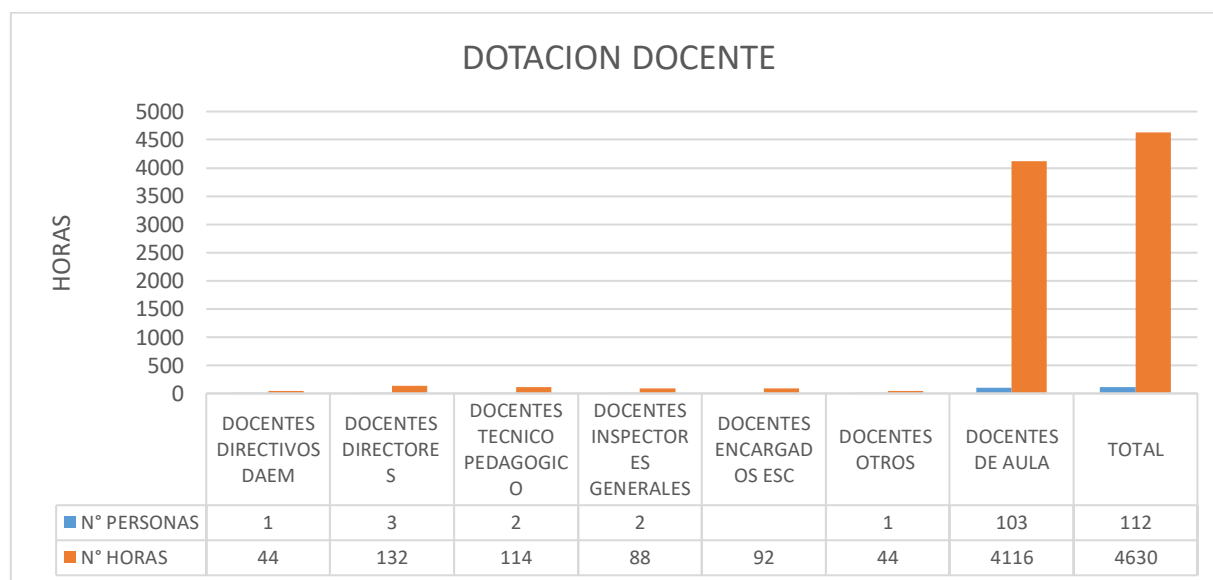 DOTACION DOCENTE
HORAS
5000
4500
4000
3500
3000
2500
2000
1500
1000
500
0
DOCENTES
DIRECTIVOS
DAEM
DOCENTES
DIRECTORE
S
DOCENTES
TECNICO
PEDAGOGIC
O
DOCENTES
INSPECTOR
ES
GENERALES
DOCENTES
ENCARGAD
OS ESC
DOCENTES
OTROS
DOCENTES
DE AULA
TOTAL
N° PERSONAS 1 3 2 2 1 103 112
N° HORAS 44 132 114 88 92 44 4116 4630